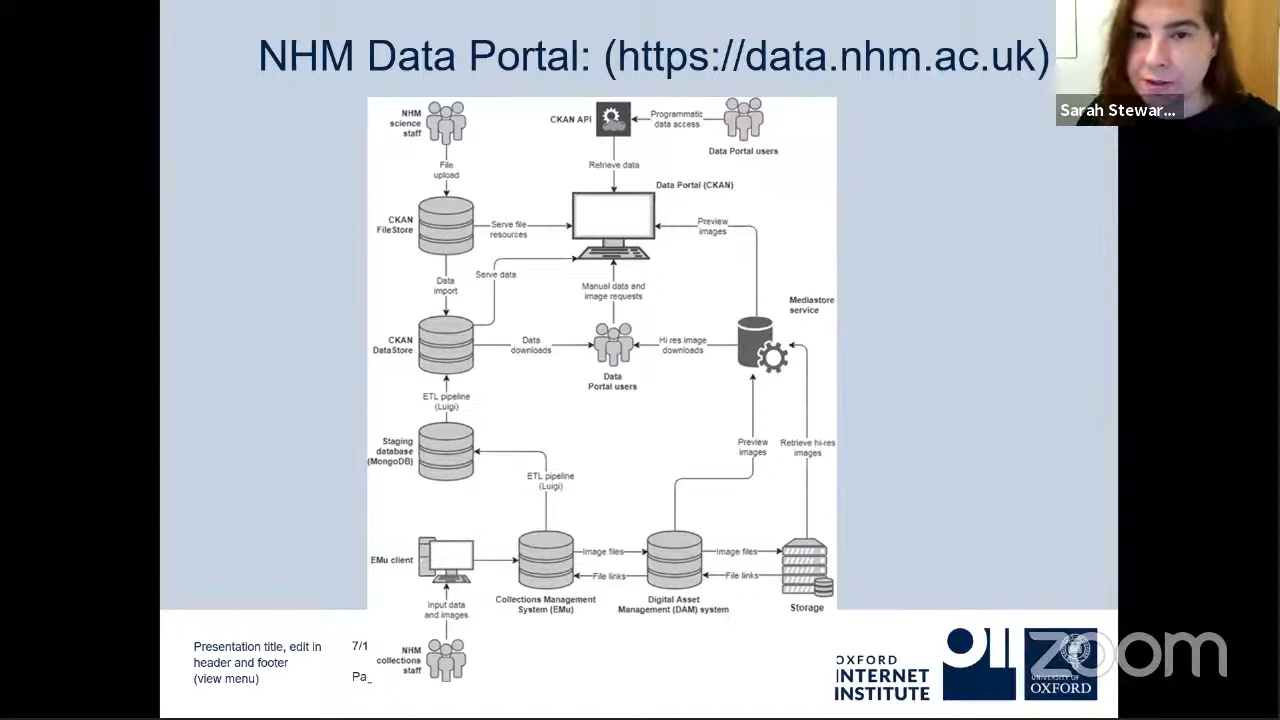 NHM Data Portal: (https://data.nhm.ac.uk)
Sarah Stewar...
NHM
science
staff
CKAN API
Programmatic
data access
Data Portal users
File
upload
Retrieve data
Data Portal (CKAN)
CKAN
FileStore
Serve file
resources
Preview
images
Data
import
Serve data
Manual data and
image requests
Mediastore
service
CKAN
DataStore
Data
downloads
Hi res image
downloads
Data
Portal users
ETL pipeline
(Luigi)
Staging
database
(MongoDB)
Preview
images
Retrieve hi-res
images
ETL pipeline
(Luigi)
EMu client
Image files
Image files
File links
File links
Input data
and images
Collections Management
System (EMu)
Digital Asset
Management (DAM) system
Storage
NHM
collections
staff
Presentation title, edit in
header and footer
(view menu)
7/1
OXFORD
INTERNET
INSTITUTE
OII
UNIVERSITY OF
OXFORD
zoom